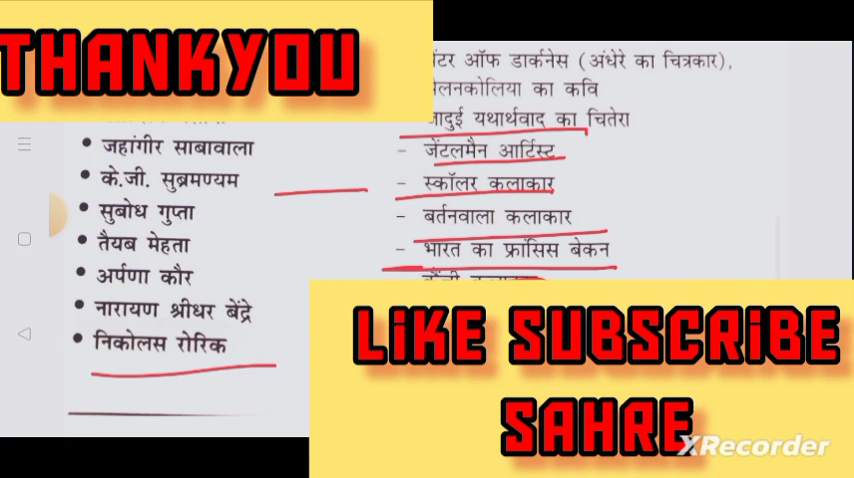 THANKYOU
पेंटर ऑफ डार्कनेस (अंधेरे का चित्रकार),
का कवि
यथार्थवाद का चितेरा
• जहांगीर साबावाला – जेंटलमैन आर्टिस्ट
• के.जी. सुब्रमण्यम – स्कॉलर कलाकार
• सुबोध गुप्ता – बर्तनवाला कलाकार
• तैयब मेहता – भारत का फ्रांसिस बेकन
• अर्पणा कौर
• नारायण श्रीधर बेंद्रे
• निकोलस रोरिक
LIKE SUBSCRIBE
SAHRE
XRecorder